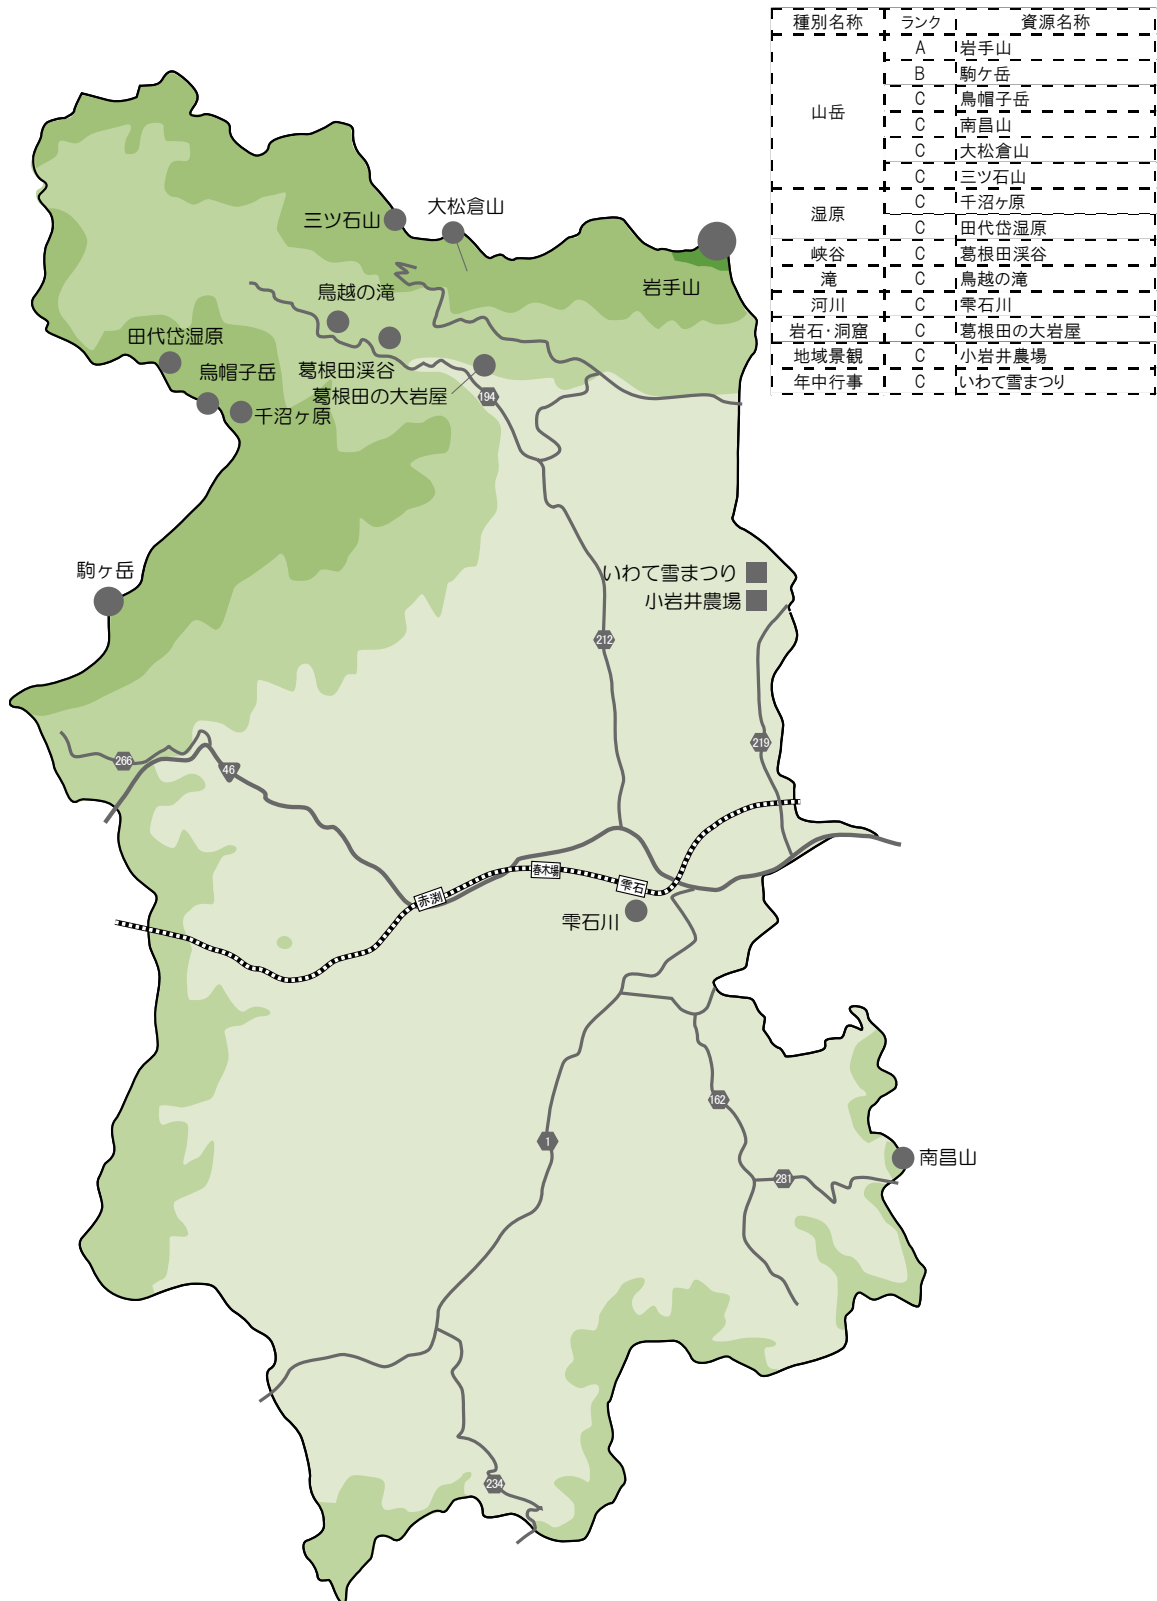 種別名称 ランク 資源名称
山岳 A 岩手山
B 駒ケ岳
C 烏帽子岳
C 南昌山
C 大松倉山
C 三ツ石山
湿原 C 千沼ヶ原
C 田代岱湿原
峡谷 C 葛根田渓谷
滝 C 鳥越の滝
河川 C 雫石川
岩石・洞窟 C 葛根田の大岩屋
地域景観 C 小岩井農場
年中行事 C いわて雪まつり
大松倉山
三ツ石山
岩手山
鳥越の滝
田代岱湿原
烏帽子岳
葛根田渓谷
葛根田の大岩屋
194
千沼ヶ原
駒ヶ岳
いわて雪まつり
小岩井農場
212
219
266
46
春木場
雫石
赤渕
雫石川
162
1
南昌山
281
234